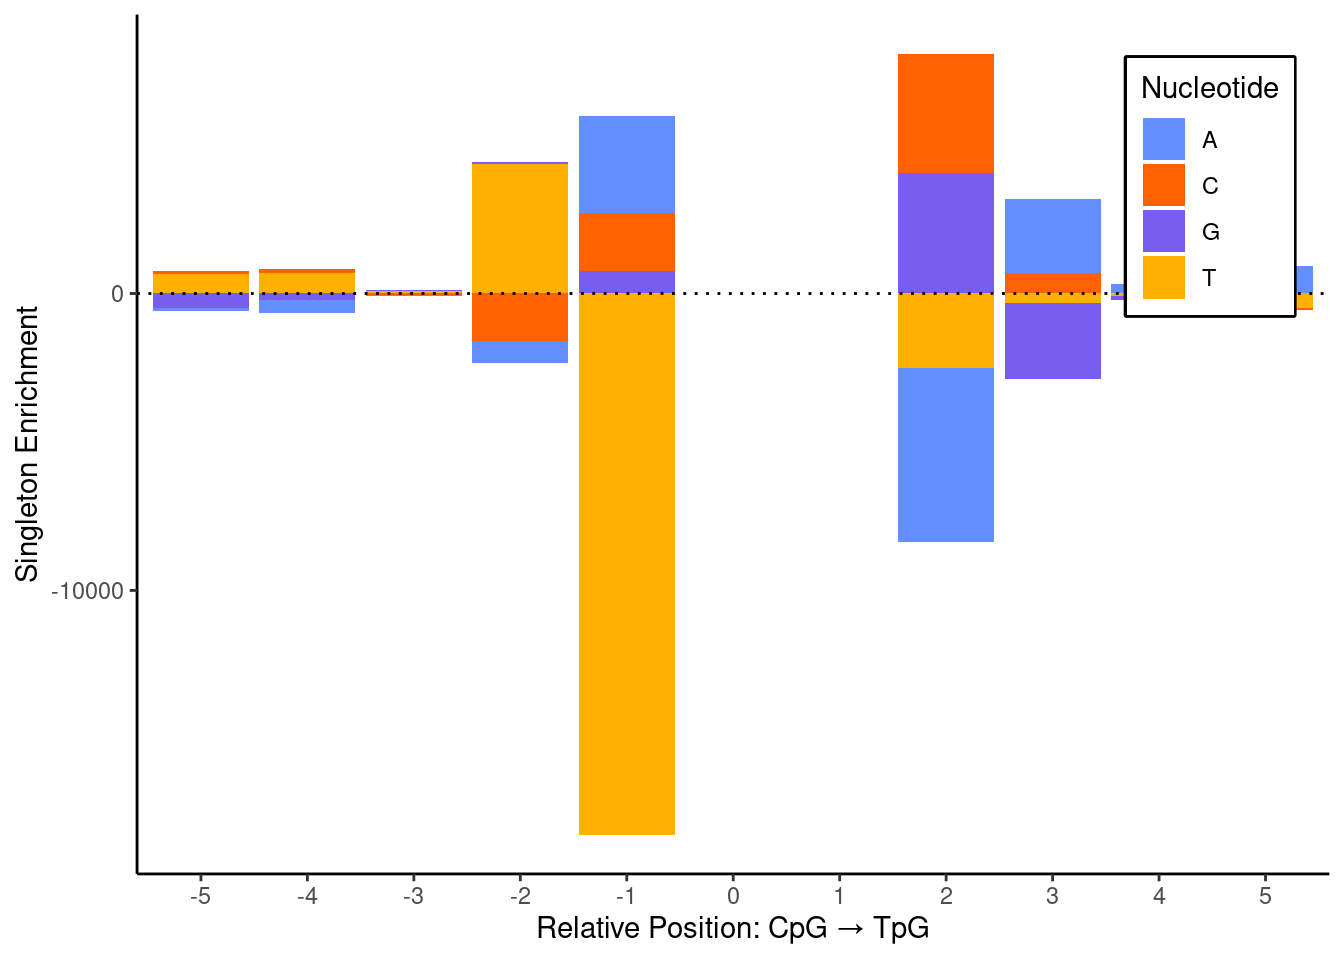 Nucleotide
A
C
G
T
Singleton Enrichment
0
-10000
-5 -4 -3 -2 -1 0 1 2 3 4 5
Relative Position: CpG → TpG